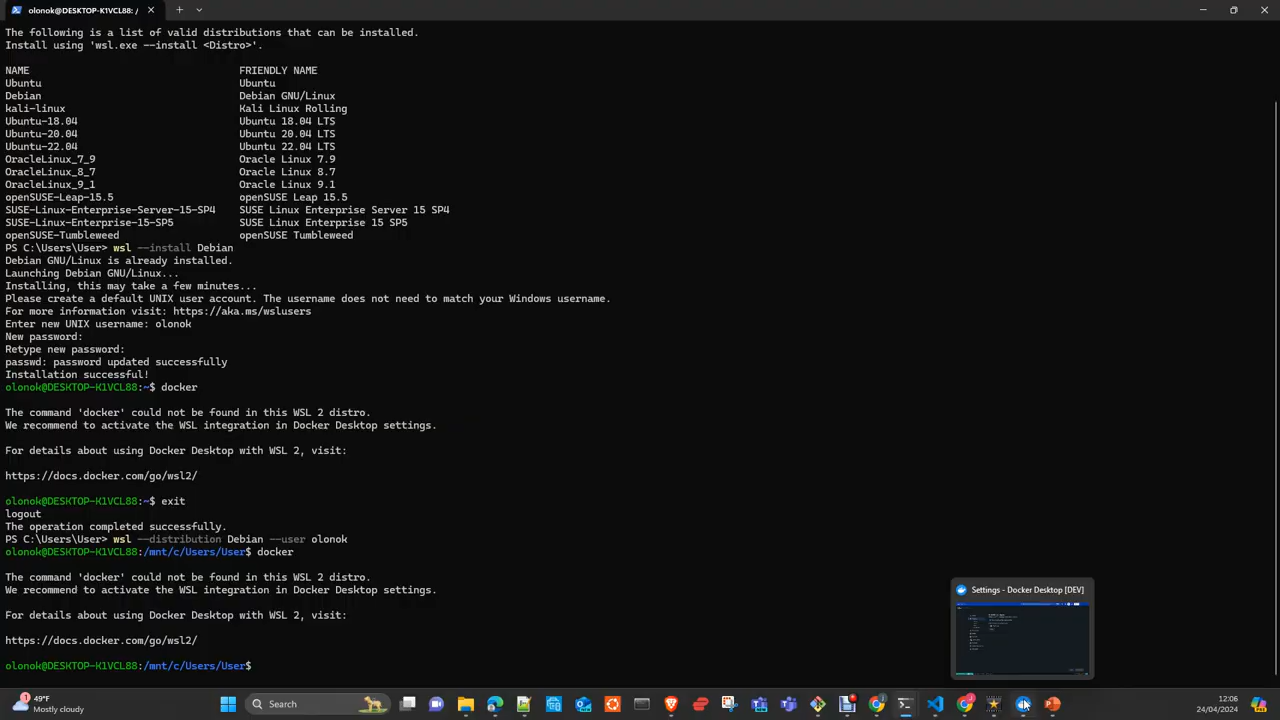 olonok@DESKTOP-K1VCL88: /
The following is a list of valid distributions that can be installed.
Install using 'wsl.exe --install <Distro>'.
NAME FRIENDLY NAME
Ubuntu Ubuntu
Debian Debian GNU/Linux
kali-linux Kali Linux Rolling
Ubuntu-18.04 Ubuntu 18.04 LTS
Ubuntu-20.04 Ubuntu 20.04 LTS
Ubuntu-22.04 Ubuntu 22.04 LTS
OracleLinux_7_9 Oracle Linux 7.9
OracleLinux_8_7 Oracle Linux 8.7
OracleLinux_9_1 Oracle Linux 9.1
openSUSE-Leap-15.5 openSUSE Leap 15.5
SUSE-Linux-Enterprise-Server-15-SP4 SUSE Linux Enterprise Server 15 SP4
SUSE-Linux-Enterprise-15-SP5 SUSE Linux Enterprise 15 SP5
openSUSE-Tumbleweed openSUSE Tumbleweed
PS C:\Users\User> wsl --install Debian
Debian GNU/Linux is already installed.
Launching Debian GNU/Linux...
Installing, this may take a few minutes...
Please create a default UNIX user account. The username does not need to match your Windows username.
For more information visit: https://aka.ms/wslusers
Enter new UNIX username: olonok
New password:
Retype new password:
passwd: password updated successfully
Installation successful!
olonok@DESKTOP-K1VCL88:~$ docker
The command 'docker' could not be found in this WSL 2 distro.
We recommend to activate the WSL integration in Docker Desktop settings.
For details about using Docker Desktop with WSL 2, visit:
https://docs.docker.com/go/wsl2/
olonok@DESKTOP-K1VCL88:~$ exit
logout
The operation completed successfully.
PS C:\Users\User> wsl --distribution Debian --user olonok
olonok@DESKTOP-K1VCL88:/mnt/c/Users/User$ docker
The command 'docker' could not be found in this WSL 2 distro.
We recommend to activate the WSL integration in Docker Desktop settings.
For details about using Docker Desktop with WSL 2, visit:
https://docs.docker.com/go/wsl2/
olonok@DESKTOP-K1VCL88:/mnt/c/Users/User$
Settings - Docker Desktop [DEV]
1
49°F
Mostly cloudy
Search
12:06
24/04/2024